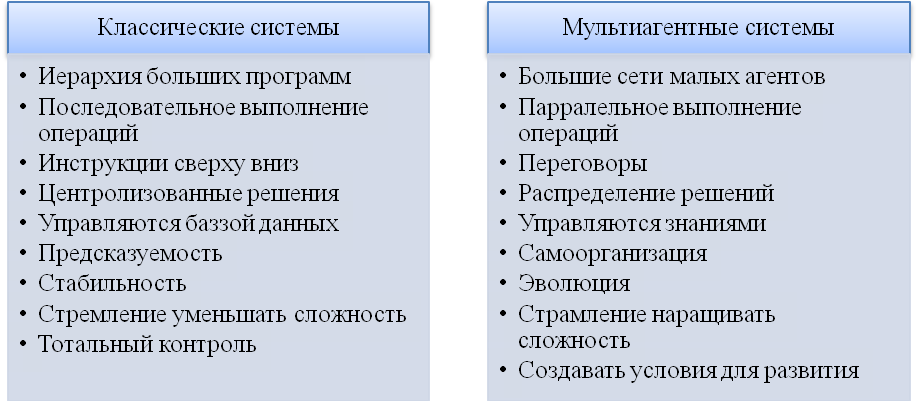 Классические системы
• Иерархия больших программ
• Последовательное выполнение
операций
• Инструкции сверху вниз
• Центролизованные решения
• Управляются баззой данных
• Предсказуемость
• Стабильность
• Стремление уменьшать сложность
• Тотальный контроль
Мультиагентные системы
• Большие сети малых агентов
• Парралельное выполнение
операций
• Переговоры
• Распределение решений
• Управляются знаниями
• Самоорганизация
• Эволюция
• Страмление наращивать
сложность
• Создавать условия для развития